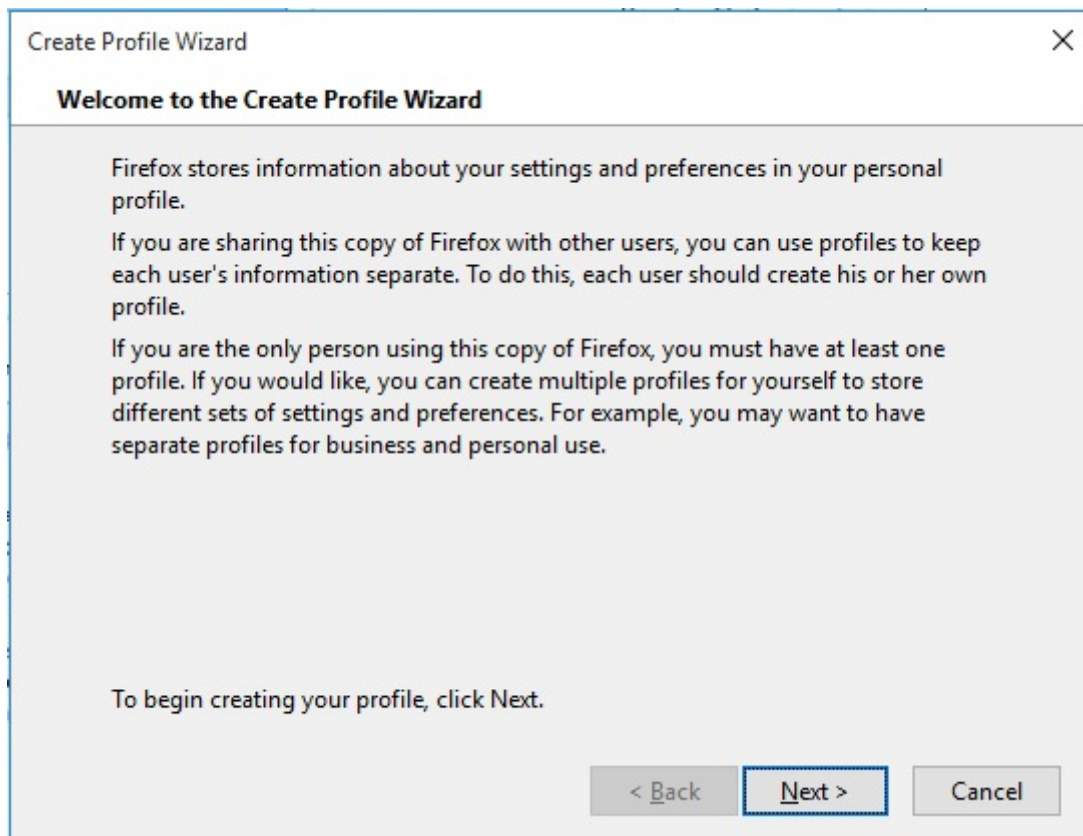 Create Profile Wizard
Welcome to the Create Profile Wizard
Firefox stores information about your settings and preferences in your personal
profile.
If you are sharing this copy of Firefox with other users, you can use profiles to keep
each user's information separate. To do this, each user should create his or her own
profile.
If you are the only person using this copy of Firefox, you must have at least one
profile. If you would like, you can create multiple profiles for yourself to store
different sets of settings and preferences. For example, you may want to have
separate profiles for business and personal use.
To begin creating your profile, click Next.
< Back Next > Cancel